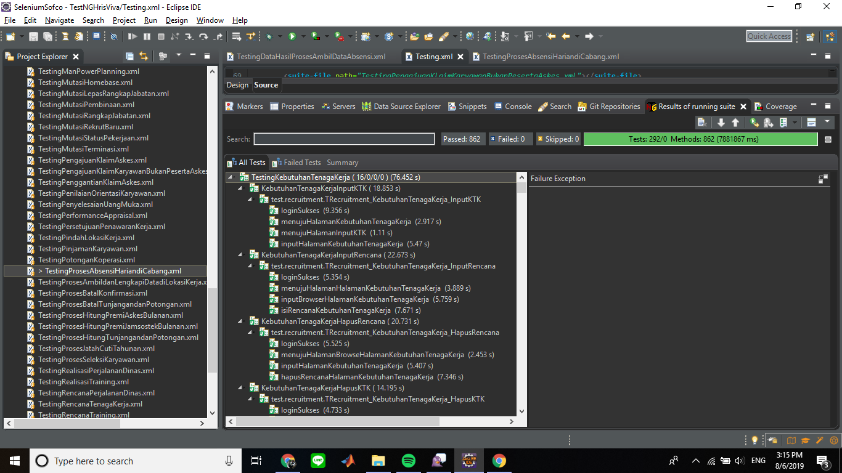 SeleniumSofco - TestNGHrisViva/Testing.xml - Eclipse IDE
File Edit Navigate Search Project Run Design Window Help
Quick Access
Project Explorer
TestingManPowerPlanning.xml
TestingMutasiHomebase.xml
TestingMutasiLepasRangkapJabatan.xml
TestingMutasiPembinaan.xml
TestingMutasiRangkapJabatan.xml
TestingMutasiRekrutBaru.xml
TestingMutasiStatusPekerjaan.xml
TestingMutasiTerminasi.xml
TestingPengajuanKlaimAskes.xml
TestingPengajuanKlaimKaryawanBukanPesertaAskes
TestingPenggantianKlaimAskes.xml
TestingPenilaianOrientasiKaryawan.xml
TestingPenyelesaianUangMuka.xml
TestingPerformanceAppraisal.xml
TestingPersetujuanPenawaranKerja.xml
TestingPindahLokasiKerja.xml
TestingPinjamanKaryawan.xml
TestingPotonganKoperasi.xml
> TestingProsesAbsensiHariandiCabang.xml
TestingProsesAmbildanLengkapiDatadiLokasiKerja.x
TestingProsesBatalKonfirmasi.xml
TestingProsesBatalTunjangandanPotongan.xml
TestingProsesHitungPremiAskesBulanan.xml
TestingProsesHitungPremiJamsostekBulanan.xml
TestingProsesHitungTunjangandanPotongan.xml
TestingProsesJatahCutiTahunan.xml
TestingProsesSeleksiKaryawan.xml
TestingRealisasiPerjalananDinas.xml
TestingRealisasiTraining.xml
TestingRencanaPerjalananDinas.xml
TestingRencanaTenagaKerja.xml
TestingRencanaTraining.xml
TestingDataHasilProsesAmbilDataAbsensi.xml Testing.xml TestingProsesAbsensiHariandiCabang.xml
<suite-file path="TestingPengajuanKlaimKaryawanBukanPesertaAskes.xml"></suite-file>
Design Source
Markers Properties Servers Data Source Explorer Snippets Console Search Git Repositories Results of running suite Coverage
Search: Passed: 862 Failed: 0 Skipped: 0 Tests: 292/0 Methods: 862 (7881867 ms)
All Tests Failed Tests Summary
TestingKebutuhanTenagaKerja ( 16/0/0/0 ) (76.452 s)
KebutuhanTenagaKerjaInputKTK ( 18.853 s)
test.recruitment.TRecruitment_KebutuhanTenagaKerja_InputKTK
loginSukses (9.356 s)
menujuHalamanKebutuhanTenagaKerja (2.917 s)
menujuHalamanInputKTK (1.11 s)
inputHalamanKebutuhanTenagaKerja (5.47 s)
KebutuhanTenagaKerjaInputRencana ( 22.673 s)
test.recruitment.TRecruitment_KebutuhanTenagaKerja_InputRencana
loginSukses (5.354 s)
menujuHalamanHalamanKebutuhanTenagaKerja (3.889 s)
inputBrowserHalamanKebutuhanTenagaKerja (5.759 s)
isiRencanaKebutuhanTenagaKerja (7.671 s)
KebutuhanTenagaKerjaHapusRencana ( 20.731 s)
test.recruitment.TRecruitment_KebutuhanTenagaKerja_HapusRencana
loginSukses (5.525 s)
menujuHalamanBrowseHalamanKebutuhanTenagaKerja (2.453 s)
inputHalamanKebutuhanTenagaKerja (5.407 s)
hapusRencanaHalamanKebutuhanTenagaKerja (7.346 s)
KebutuhanTenagaKerjaHapusKTK ( 14.195 s)
test.recruitment.TRecruitment_KebutuhanTenagaKerja_HapusKTK
loginSukses (4.733 s)
Failure Exception
Type here to search
ENG
3:15 PM
8/6/2019
3